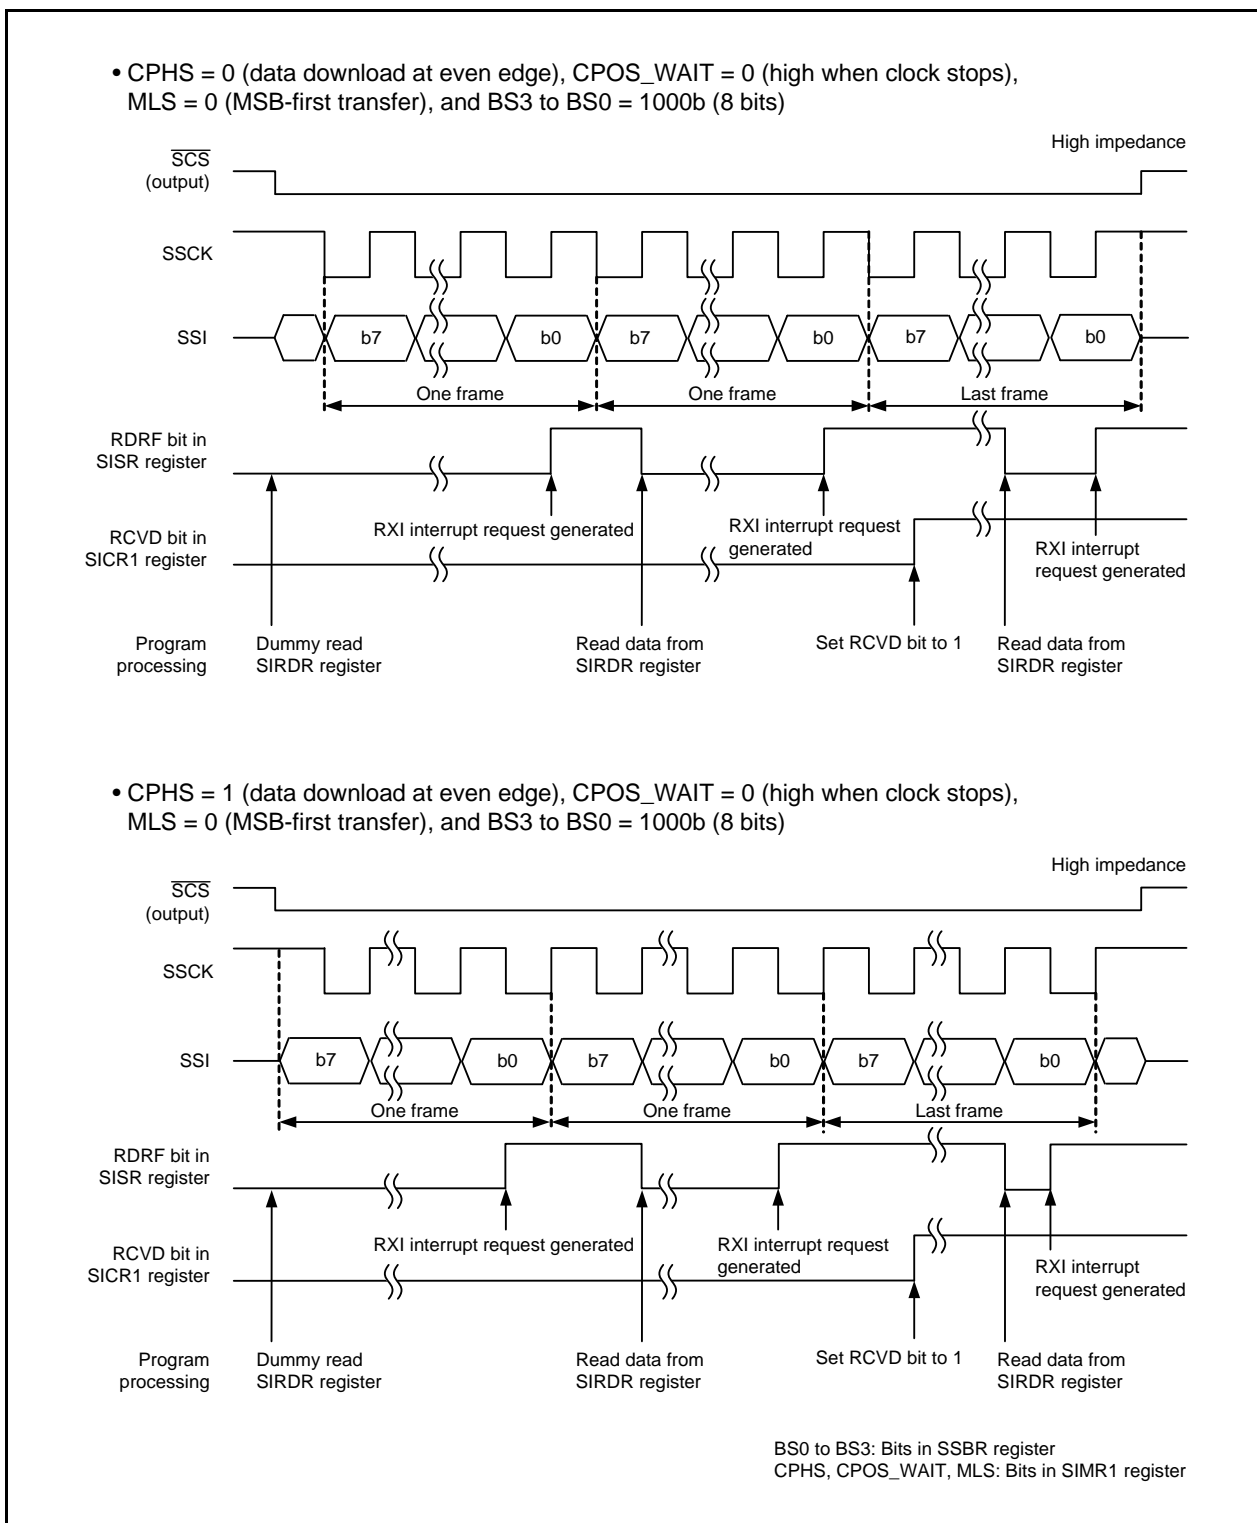 • CPHS = 0 (data download at even edge), CPOS_WAIT = 0 (high when clock stops),
MLS = 0 (MSB-first transfer), and BS3 to BS0 = 1000b (8 bits)
High impedance
SCS
(output)
SSCK
SSI
b7
b0
b7
b0
b7
b0
One frame
One frame
Last frame
RDRF bit in
SISR register
RXI interrupt request generated
RXI interrupt request
generated
RCVD bit in
SICR1 register
RXI interrupt
request generated
Program
processing
Dummy read
SIRDR register
Read data from
SIRDR register
Set RCVD bit to 1
Read data from
SIRDR register
• CPHS = 1 (data download at even edge), CPOS_WAIT = 0 (high when clock stops),
MLS = 0 (MSB-first transfer), and BS3 to BS0 = 1000b (8 bits)
High impedance
SCS
(output)
SSCK
SSI
b7
b0
b7
b0
b7
b0
One frame
One frame
Last frame
RDRF bit in
SISR register
RXI interrupt request generated
RXI interrupt request
generated
RCVD bit in
SICR1 register
RXI interrupt
request generated
Program
processing
Dummy read
SIRDR register
Read data from
SIRDR register
Set RCVD bit to 1
Read data from
SIRDR register
BS0 to BS3: Bits in SSBR register
CPHS, CPOS_WAIT, MLS: Bits in SIMR1 register